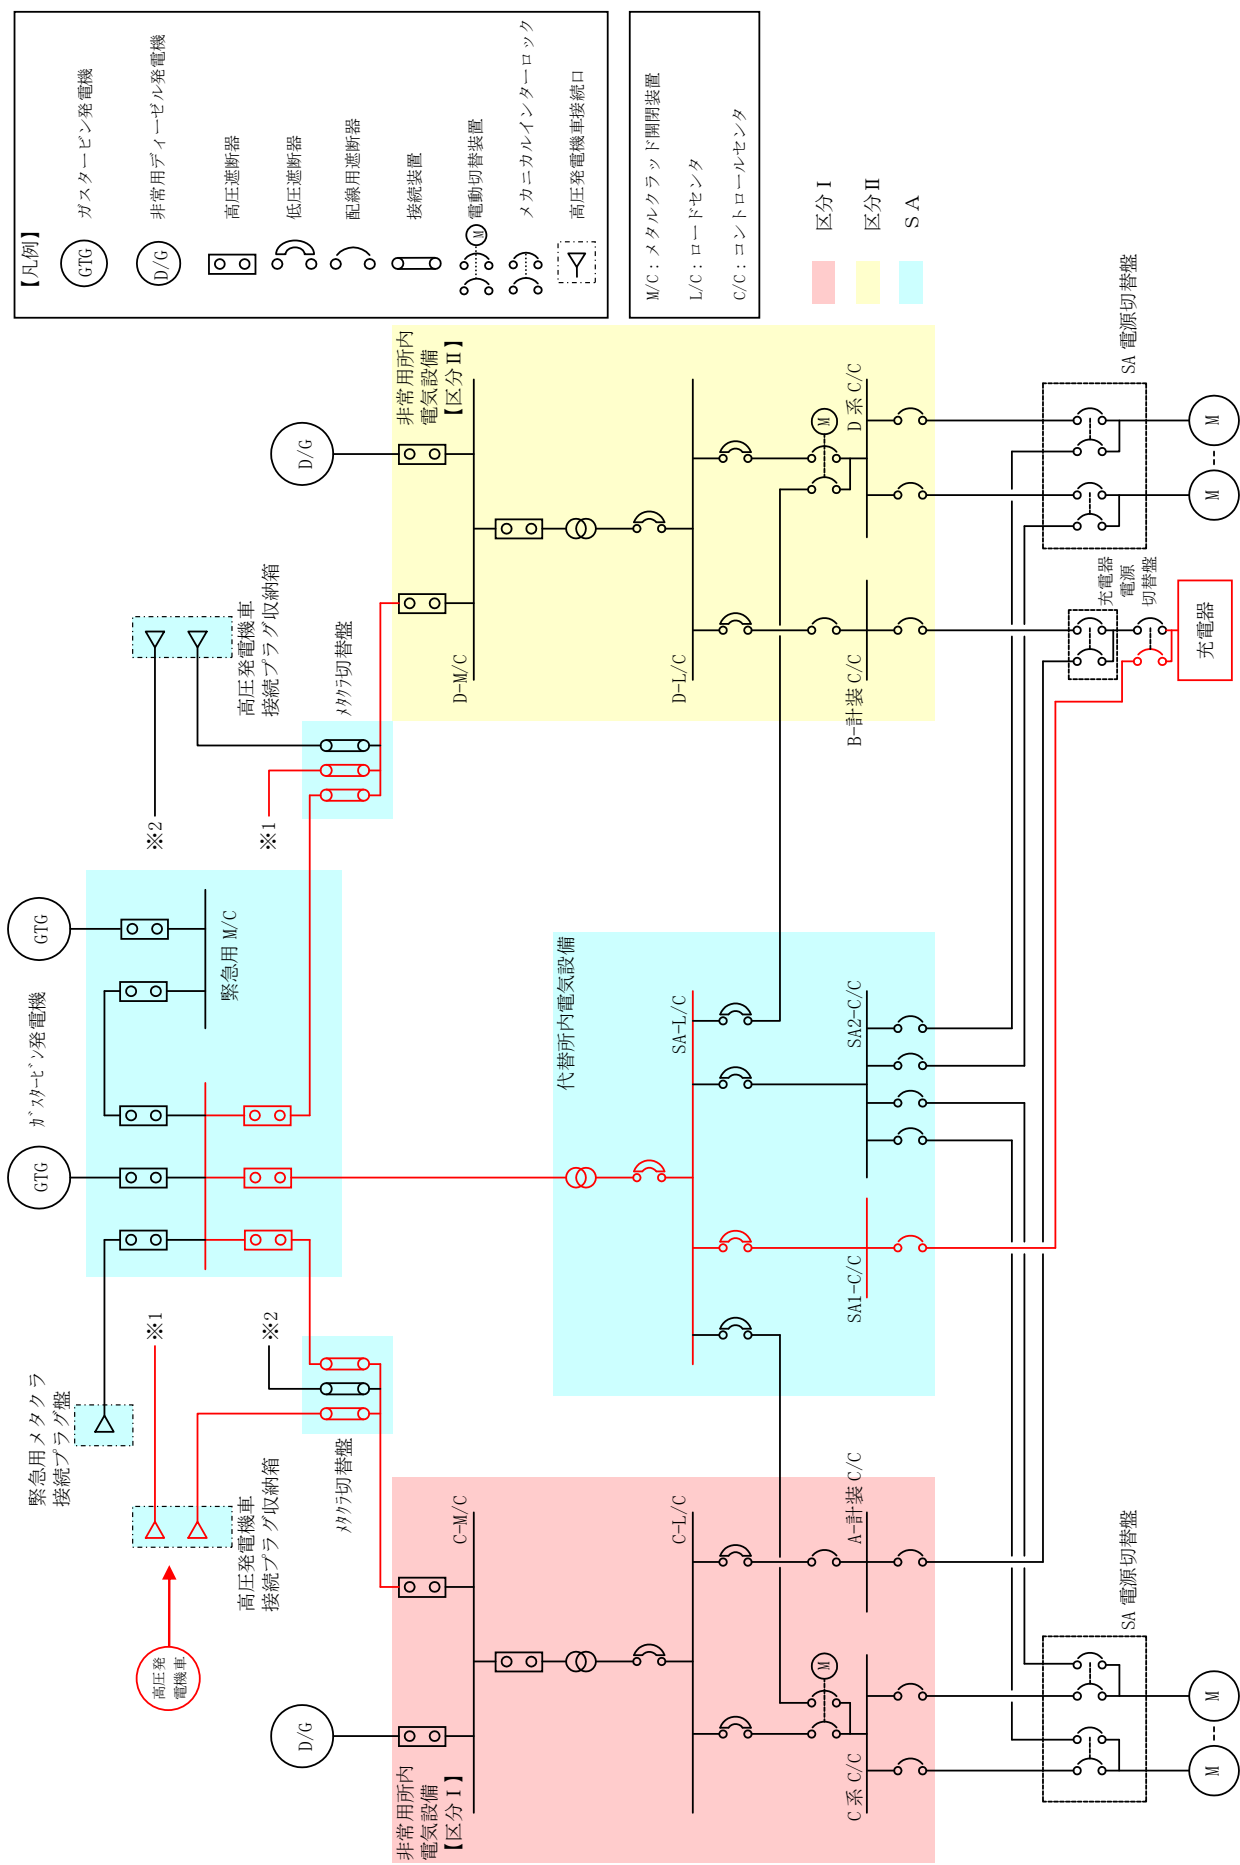 【凡例】
GTG
ガスタービン発電機
D/G
非常用ディーゼル発電機
高圧遮断器
低圧遮断器
配線用遮断器
接続装置
M
電動切替装置
メカニカルインターロック
高圧発電機車接続口
M/C：メタルクラッド開閉装置
L/C：ロードセンタ
C/C：コントロールセンタ
区分Ⅰ
区分Ⅱ
ＳＡ
緊急用メタクラ
接続プラグ盤
GTG
ｶﾞｽﾀｰﾋﾞﾝ発電機
GTG
緊急用 M/C
高圧発
電機車
高圧発電機車
接続プラグ収納箱
※1
※2
ﾒﾀｸﾗ切替盤
※2
※1
高圧発電機車
接続プラグ収納箱
ﾒﾀｸﾗ切替盤
D/G
非常用所内
電気設備
【区分Ⅰ】
C-M/C
C-L/C
M
C 系 C/C
A-計装 C/C
代替所内電気設備
SA-L/C
SA1-C/C
SA2-C/C
D/G
非常用所内
電気設備
【区分Ⅱ】
D-M/C
D-L/C
M
B-計装 C/C
D 系 C/C
SA 電源切替盤
M
M
充電器
電源
切替盤
充電器
SA 電源切替盤
M
M